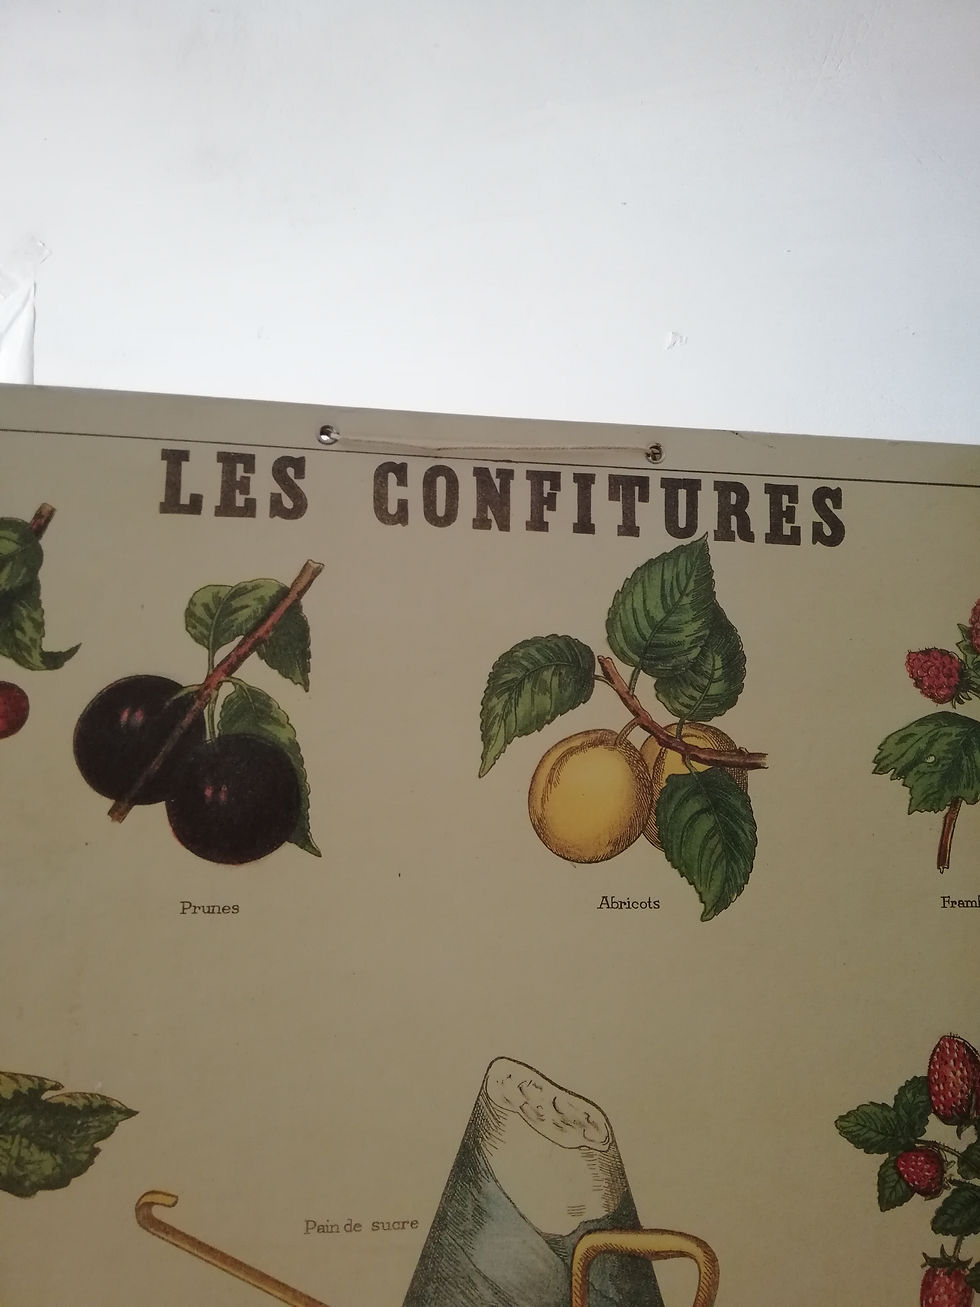 LES CONFITURES
Prunes
Abricots
Pain de sucre